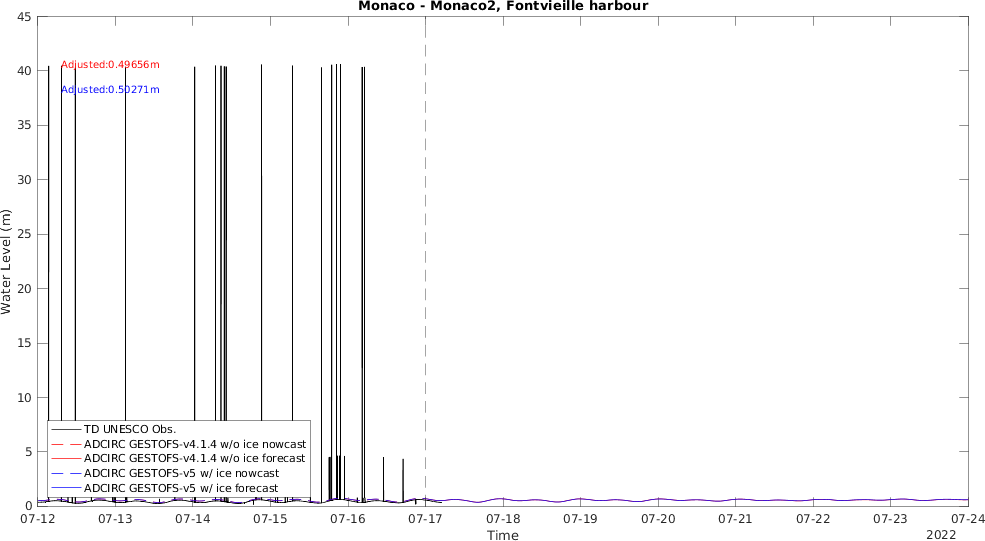 Monaco - Monaco2, Fontvieille harbour
45
40
35
30
25
20
15
10
5
0
Water Level (m)
Adjusted:0.49656m
Adjusted:0.50271m
TD UNESCO Obs.
ADCIRC GESTOFS-v4.1.4 w/o ice nowcast
ADCIRC GESTOFS-v4.1.4 w/o ice forecast
ADCIRC GESTOFS-v5 w/ ice nowcast
ADCIRC GESTOFS-v5 w/ ice forecast
07-12 07-13 07-14 07-15 07-16 07-17 07-18 07-19 07-20 07-21 07-22 07-23 07-24
Time
2022